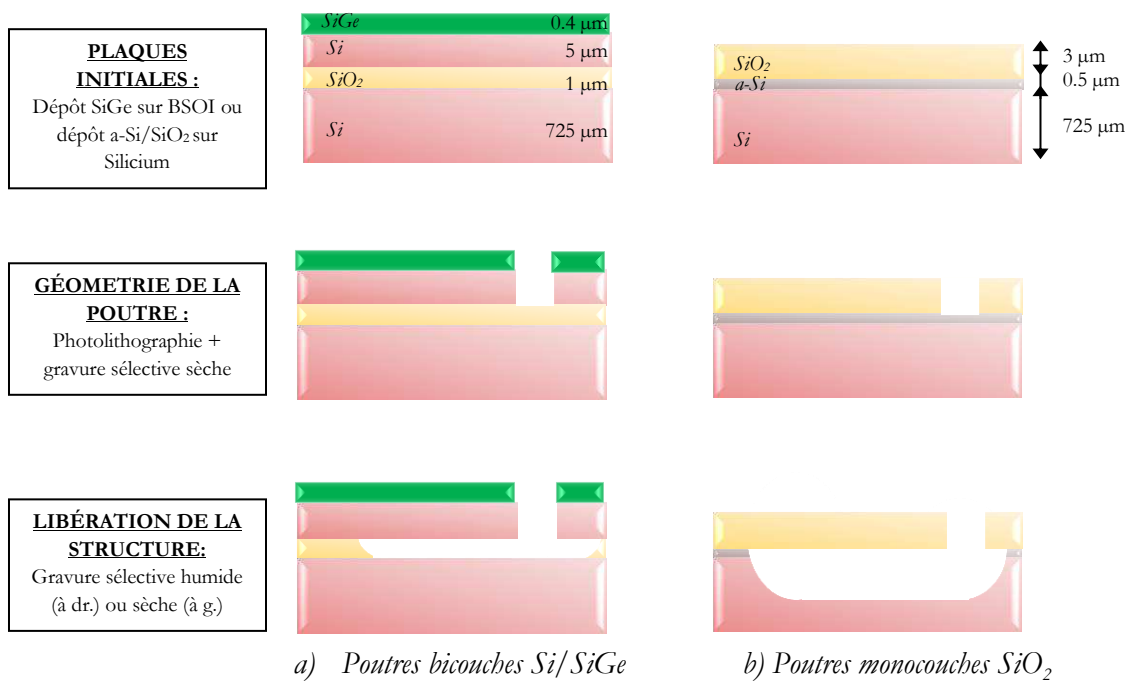 PLAQUES
INITIALES :
Dépôt SiGe sur BSOI ou
dépôt a-Si/SiO₂ sur
Silicium
SiGe 0.4 µm
Si 5 µm
SiO₂ 1 µm
Si 725 µm
SiO₂ 3 µm
a-Si 0.5 µm
Si 725 µm
GÉOMETRIE DE LA
POUTRE :
Photolithographie +
gravure sélective sèche
LIBÉRATION DE LA
STRUCTURE:
Gravure sélective humide
(à dr.) ou sèche (à g.)
a) Poutres bicouches Si/SiGe
b) Poutres monocouches SiO₂